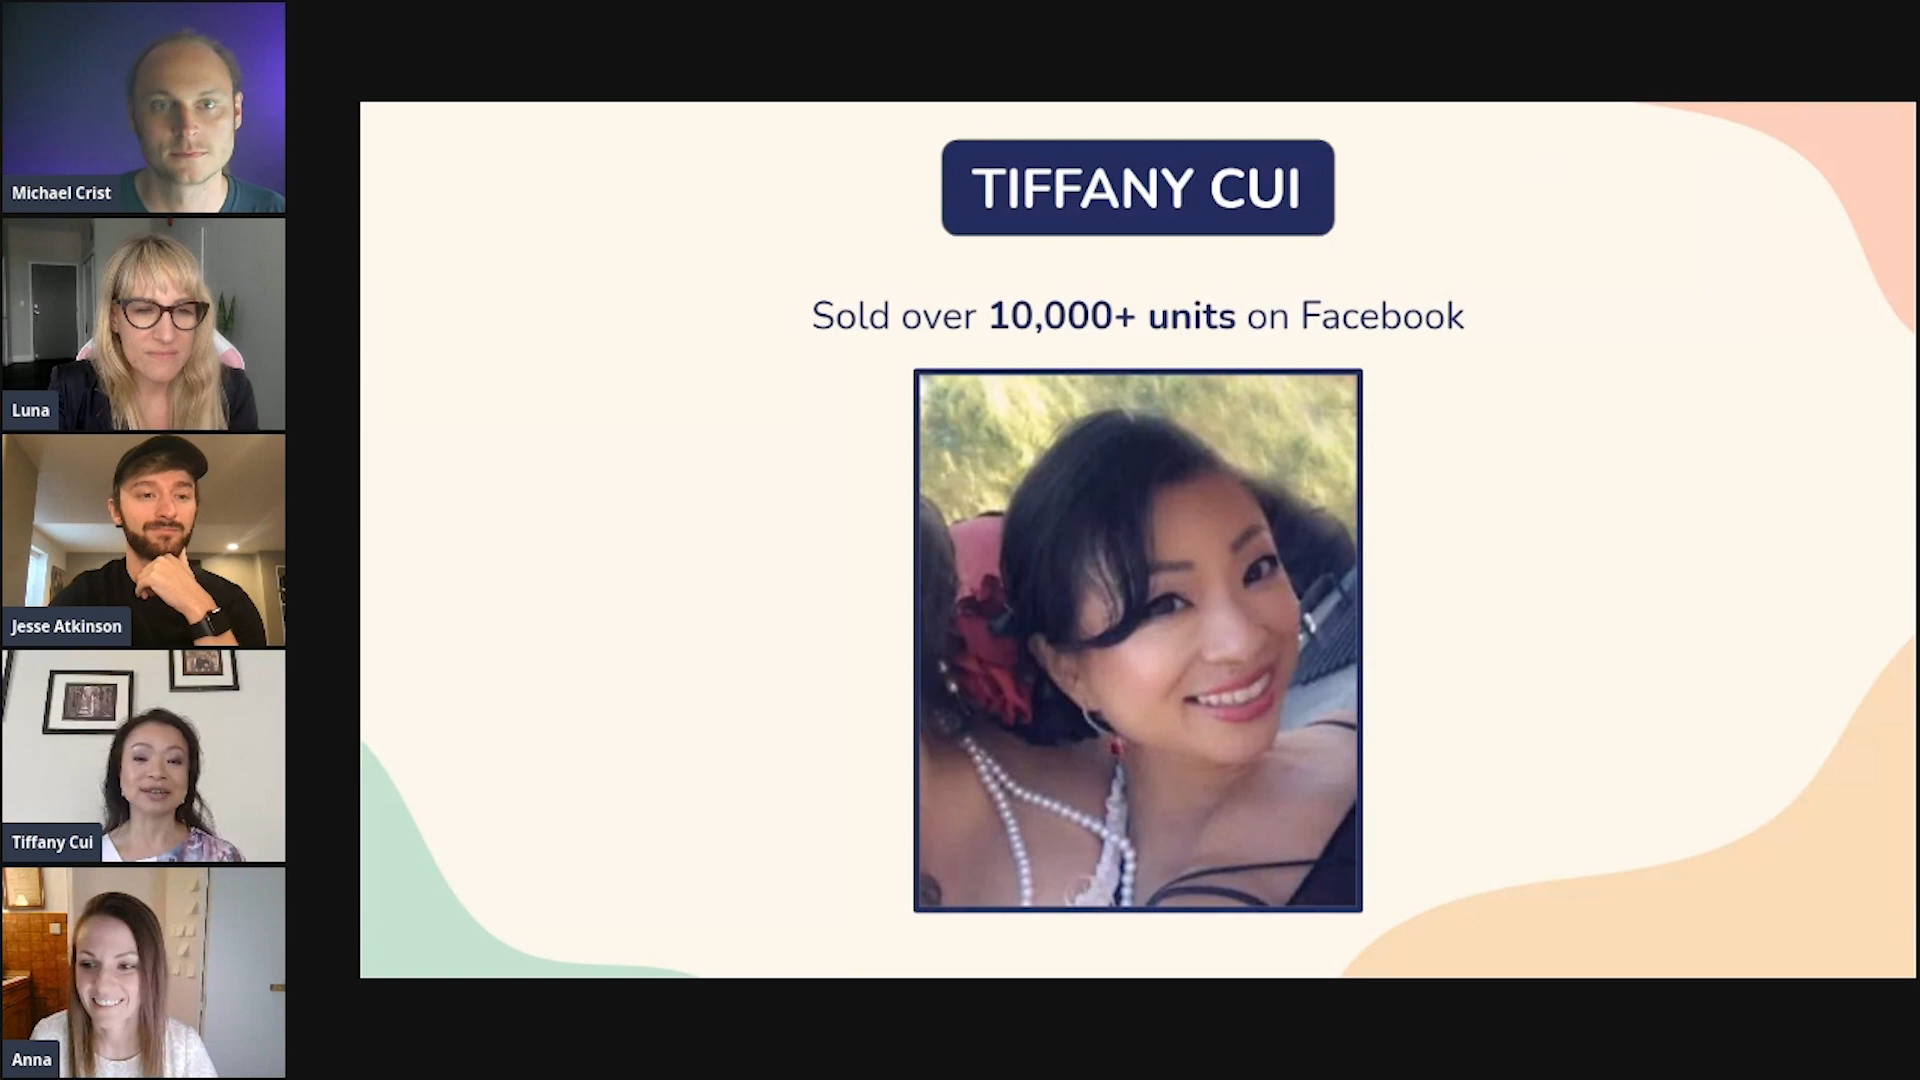 Michael Crist
Luna
Jesse Atkinson
Tiffany Cui
Anna
TIFFANY CUI
Sold over 10,000+ units on Facebook